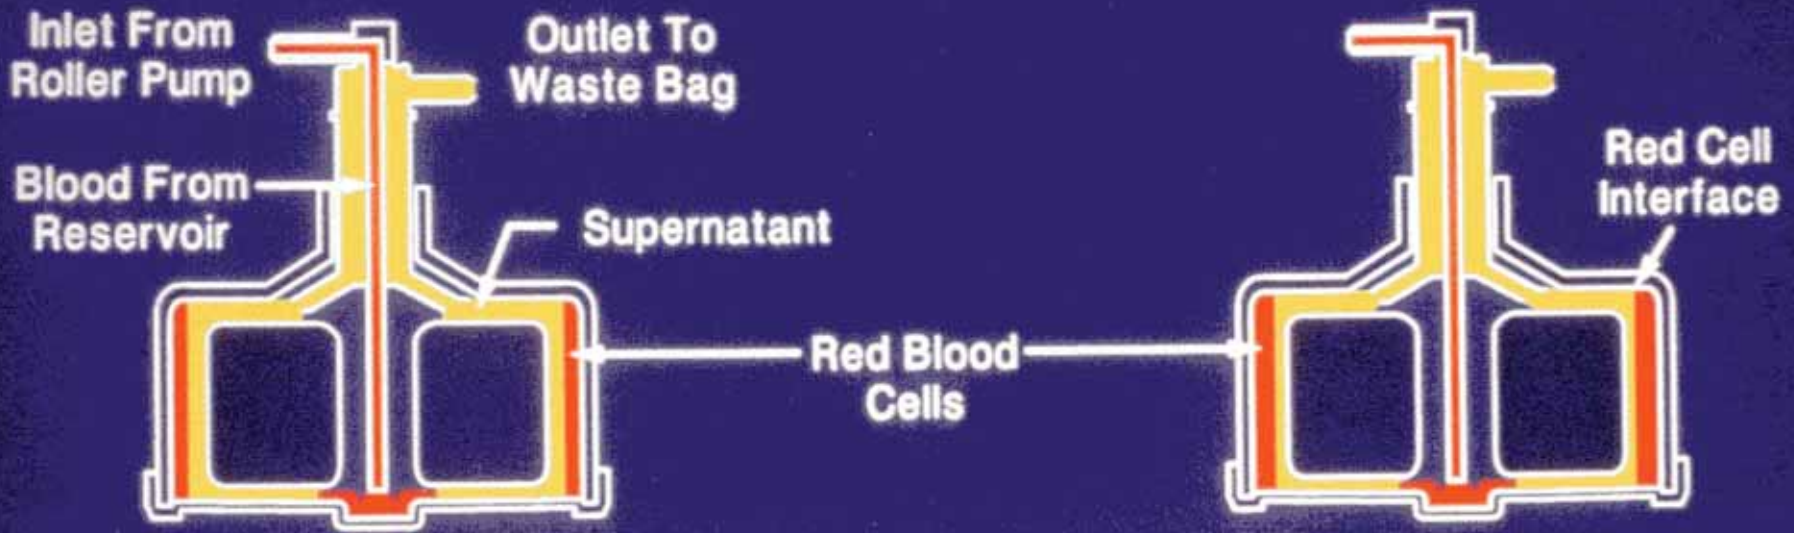 Inlet From
Roller Pump
Outlet To
Waste Bag
Blood From
Reservoir
Supernatant
Red Blood
Cells
Red Cell
Interface